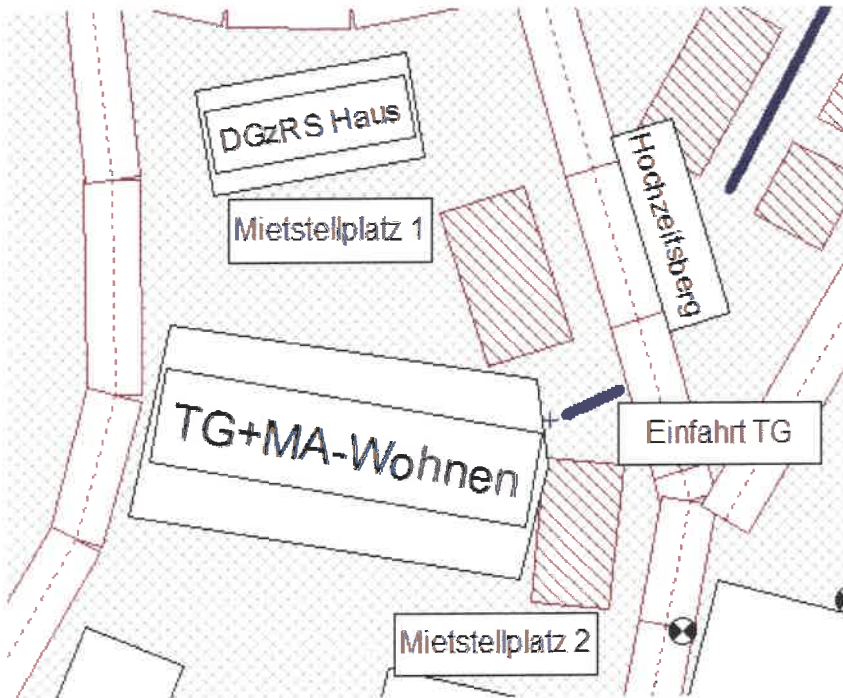 DGzRS Haus
Mietstellplatz 1
Hochzeitsberg
TG+MA-Wohnen
Einfahrt TG
Mietstellplatz 2